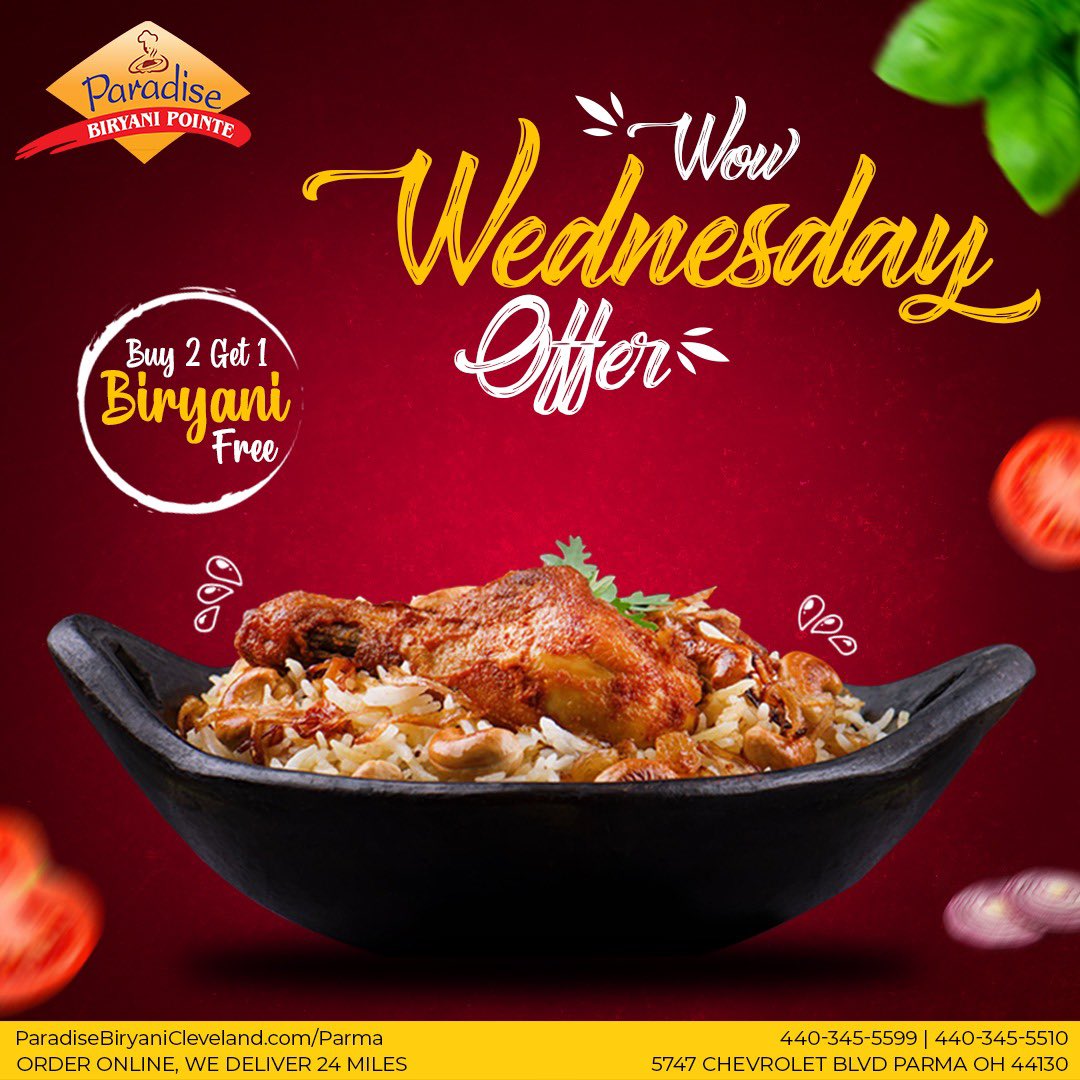 Paradise
BIRYANI POINTE
Wow
Wednesday
Offer
Buy 2 Get 1
Biryani
Free
ParadiseBiryaniCleveland.com/Parma
ORDER ONLINE, WE DELIVER 24 MILES
440-345-5599 | 440-345-5510
5747 CHEVROLET BLVD PARMA OH 44130